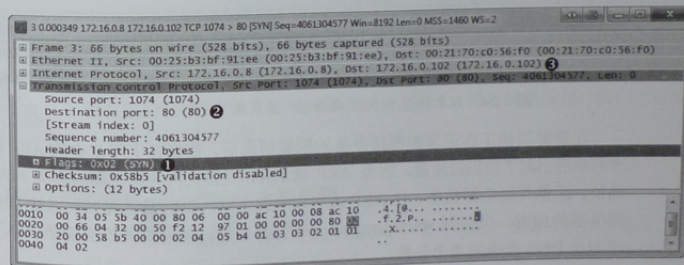 3 0.000349 172.16.0.8 172.16.0.102 TCP 1074 > 80 [SYN] Seq=4061304577 Win=8192 Len=0 MSS=1460 WS=2
Frame 3: 66 bytes on wire (528 bits), 66 bytes captured (528 bits)
Ethernet II, Src: 00:25:b3:bf:91:ee (00:25:b3:bf:91:ee), Dst: 00:21:70:c0:56:f0 (00:21:70:c0:56:f0)
Internet Protocol, Src: 172.16.0.8 (172.16.0.8), Dst: 172.16.0.102 (172.16.0.102) ❸
Transmission Control Protocol, Src Port: 1074 (1074), Dst Port: 80 (80), Seq: 4061304577, Len: 0
Source port: 1074 (1074)
Destination port: 80 (80) ❷
[Stream index: 0]
Sequence number: 4061304577
Header length: 32 bytes
Flags: 0x02 (SYN) ❶
Checksum: 0x58b5 [validation disabled]
Options: (12 bytes)
0010 00 34 05 5b 40 00 80 06 00 00 ac 10 00 08 ac 10 .4.[@... ........
0020 00 66 04 32 00 50 f2 12 97 01 00 00 00 00 80 02 .f.2.P.. ........
0030 20 00 58 b5 00 00 02 04 05 b4 01 03 03 02 01 01 .X..... ........
0040 04 02 ..